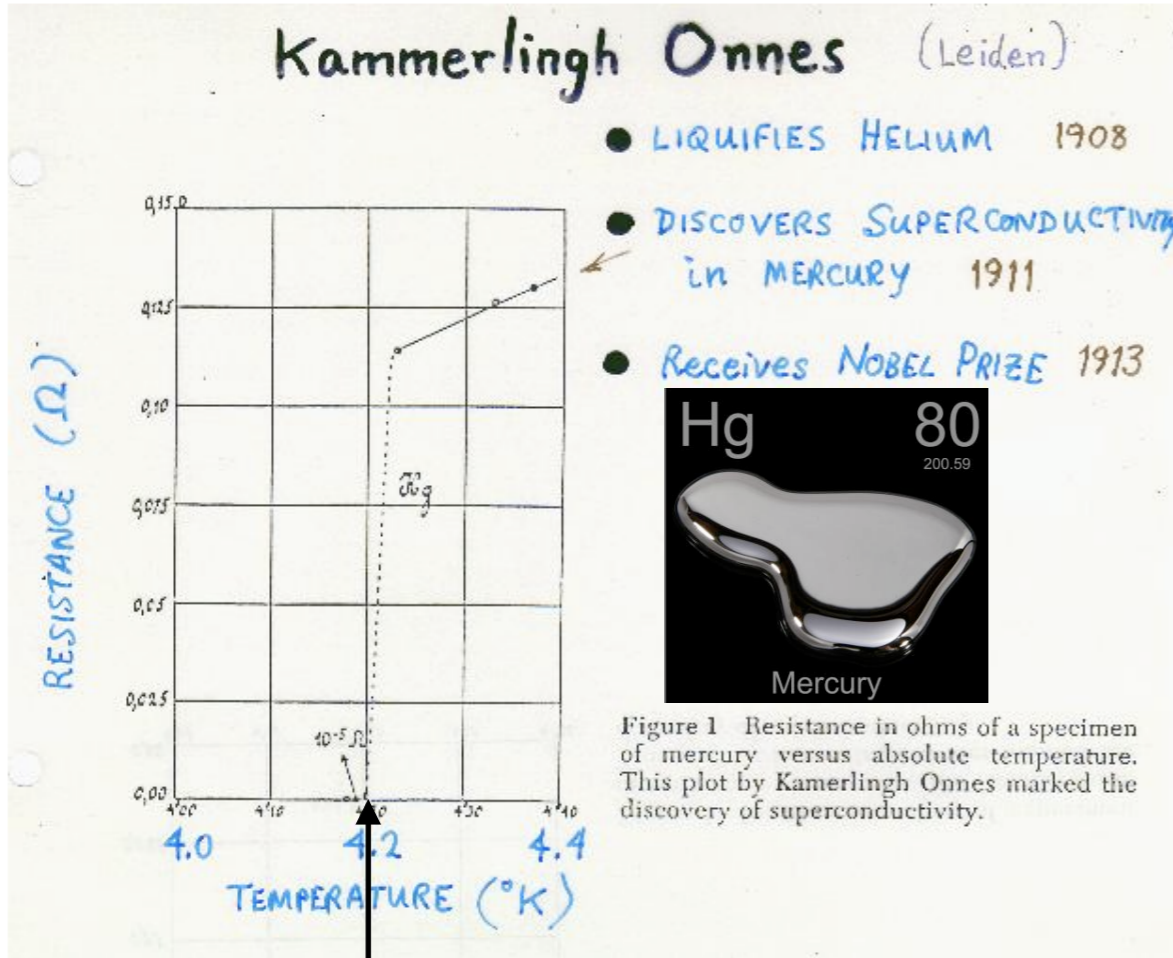 Kammerlingh Onnes (Leiden)
• LIQUIFIES HELIUM 1908
• DISCOVERS SUPERCONDUCTIVITY
in MERCURY 1911
• Receives NOBEL PRIZE 1913
RESISTANCE (Ω)
0,150
0,125
0,10
0,075
0,05
0,025
0,00
Hg
10⁻⁵ Ω
4°00
4°10
4°30
4°40
4.0 4.2 4.4
TEMPERATURE (°K)
Hg 80
200.59
Mercury
Figure 1 Resistance in ohms of a specimen
of mercury versus absolute temperature.
This plot by Kamerlingh Onnes marked the
discovery of superconductivity.